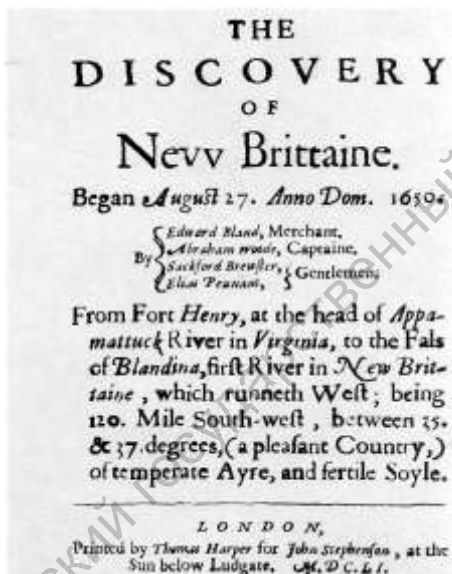 THE
DISCOVERY
OF
Nevv Brittaine.
Began August 27. Anno Dom. 1650.
By
Edward Bland, Merchant,
Abraham Woode, Captaine,
Sackford Brewster,
Elias Pennant,
Gentlemen.
From Fort Henry, at the head of Appa-
mattuck River in Virginia, to the Fals
of Blandina, first River in New Brit-
taine, which runneth West; being
120. Mile South-west, between 35.
& 37. degrees, (a pleasant Country,)
of temperate Ayre, and fertile Soyle.
LONDON,
Printed by Thomas Harper for John Stephenson, at the
Sun below Ludgate. M.DC.LI.